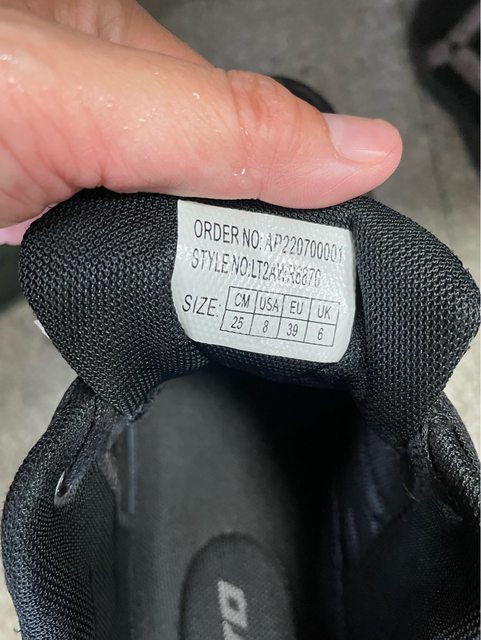 ORDER NO: AP220700001
STYLE NO:LT2AWR6870
SIZE:
CM USA EU UK
25 8 39 6